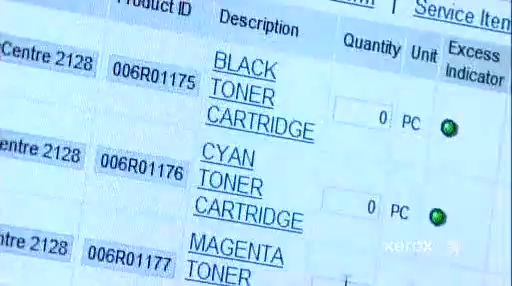 Service Item
Product ID Description Quantity Unit Excess Indicator
Centre 2128 006R01175 BLACK TONER CARTRIDGE 0 PC
entre 2128 006R01176 CYAN TONER CARTRIDGE 0 PC
xerox
ntre 2128 006R01177 MAGENTA TONER